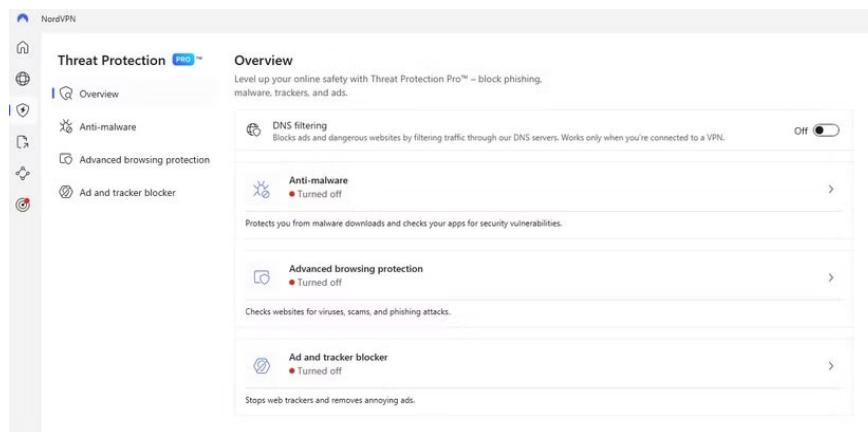 NordVPN
Threat Protection PRO ™
Overview
Anti-malware
Advanced browsing protection
Ad and tracker blocker
Overview
Level up your online safety with Threat Protection Pro™ – block phishing,
malware, trackers, and ads.
DNS filtering
Blocks ads and dangerous websites by filtering traffic through our DNS servers. Works only when you're connected to a VPN.
Off
Anti-malware
Turned off
Protects you from malware downloads and checks your apps for security vulnerabilities.
Advanced browsing protection
Turned off
Checks websites for viruses, scams, and phishing attacks.
Ad and tracker blocker
Turned off
Stops web trackers and removes annoying ads.